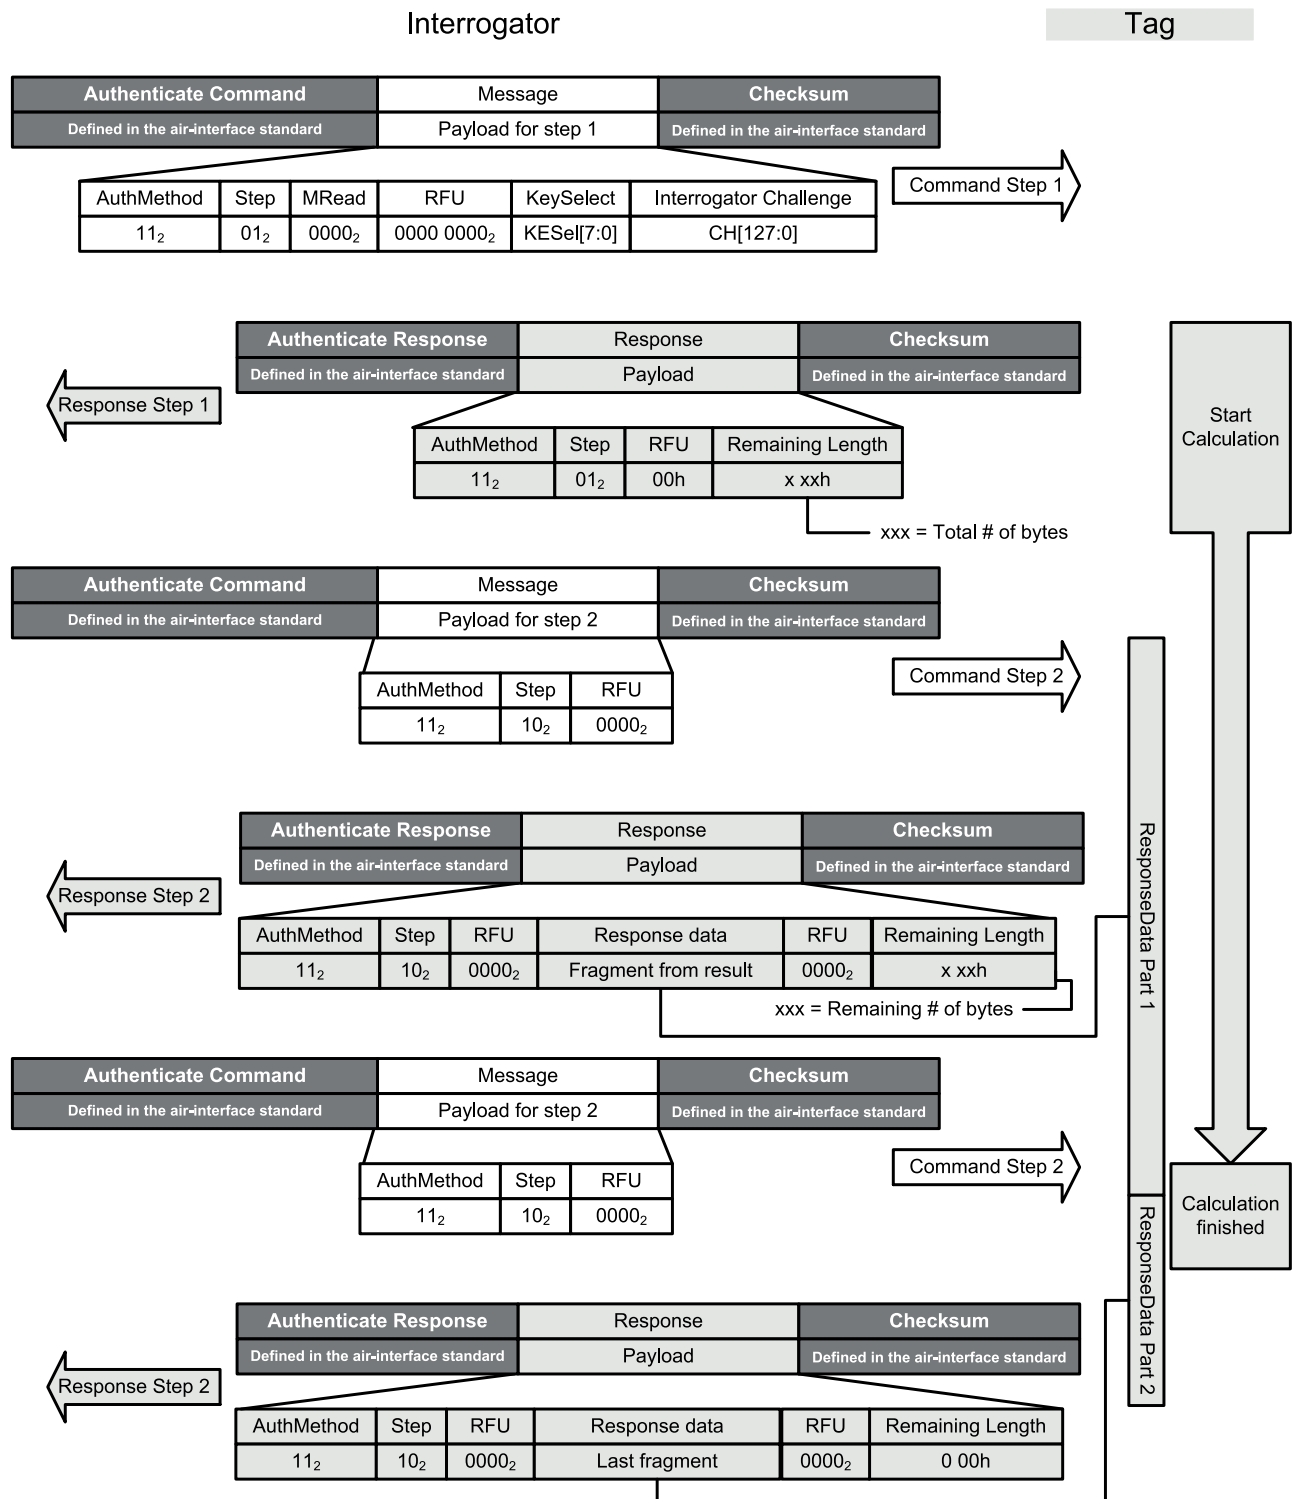 Interrogator Tag
Authenticate Command Message Checksum
Defined in the air-interface standard Payload for step 1 Defined in the air-interface standard
AuthMethod Step MRead RFU KeySelect Interrogator Challenge
11₂ 01₂ 0000₂ 0000 0000₂ KESel[7:0] CH[127:0]
Command Step 1
Authenticate Response Response Checksum
Defined in the air-interface standard Payload Defined in the air-interface standard
Response Step 1
AuthMethod Step RFU Remaining Length
11₂ 01₂ 00h x xxh
xxx = Total # of bytes
Start
Calculation
Authenticate Command Message Checksum
Defined in the air-interface standard Payload for step 2 Defined in the air-interface standard
AuthMethod Step RFU
11₂ 10₂ 0000₂
Command Step 2
Authenticate Response Response Checksum
Defined in the air-interface standard Payload Defined in the air-interface standard
Response Step 2
AuthMethod Step RFU Response data RFU Remaining Length
11₂ 10₂ 0000₂ Fragment from result 0000₂ x xxh
xxx = Remaining # of bytes
ResponseData Part 1
Authenticate Command Message Checksum
Defined in the air-interface standard Payload for step 2 Defined in the air-interface standard
AuthMethod Step RFU
11₂ 10₂ 0000₂
Command Step 2
Calculation
finished
ResponseData Part 2
Authenticate Response Response Checksum
Defined in the air-interface standard Payload Defined in the air-interface standard
Response Step 2
AuthMethod Step RFU Response data RFU Remaining Length
11₂ 10₂ 0000₂ Last fragment 0000₂ 0 00h